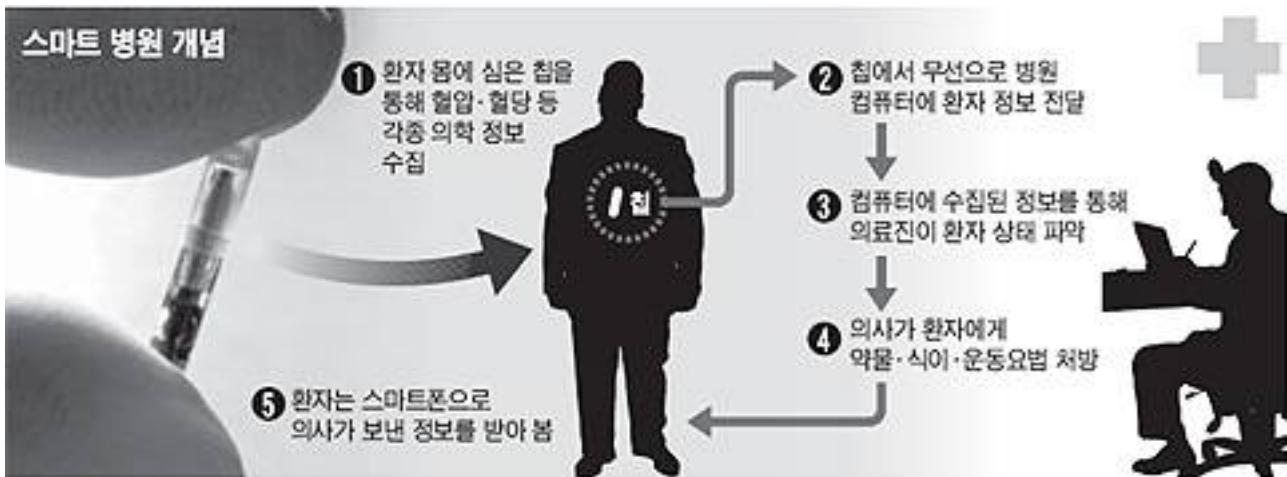 스마트 병원 개념
❶ 환자 몸에 심은 칩을
통해 혈압·혈당 등
각종 의학 정보
수집
칩
❷ 칩에서 무선으로 병원
컴퓨터에 환자 정보 전달
❸ 컴퓨터에 수집된 정보를 통해
의료진이 환자 상태 파악
❹ 의사가 환자에게
약물·식이·운동요법 처방
❺ 환자는 스마트폰으로
의사가 보낸 정보를 받아 봄